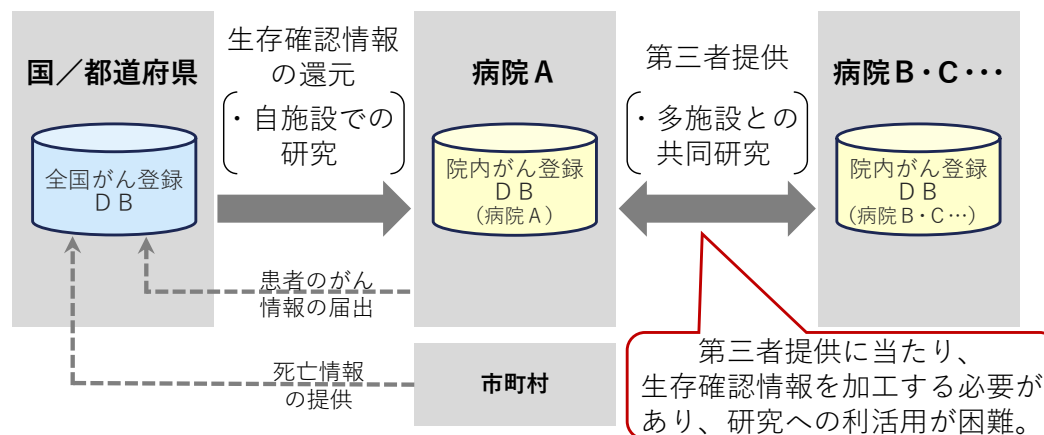 国／都道府県
全国がん登録
ＤＢ
生存確認情報
の還元
・自施設での
研究
病院Ａ
院内がん登録
ＤＢ
（病院Ａ）
第三者提供
・多施設との
共同研究
病院Ｂ・Ｃ・・・
院内がん登録
ＤＢ
（病院Ｂ・Ｃ…）
患者のがん
情報の届出
死亡情報
の提供
市町村
第三者提供に当たり、
生存確認情報を加工する必要が
あり、研究への利活用が困難。